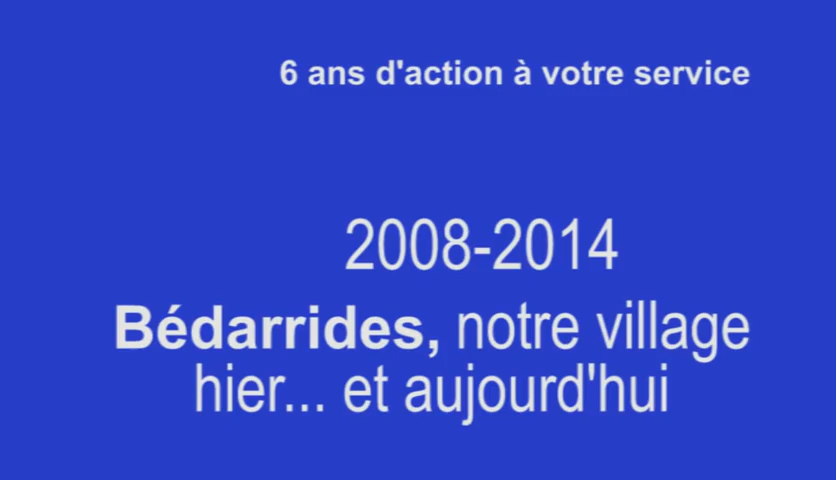 6 ans d'action à votre service
2008-2014
Bédarrides, notre village
hier... et aujourd'hui